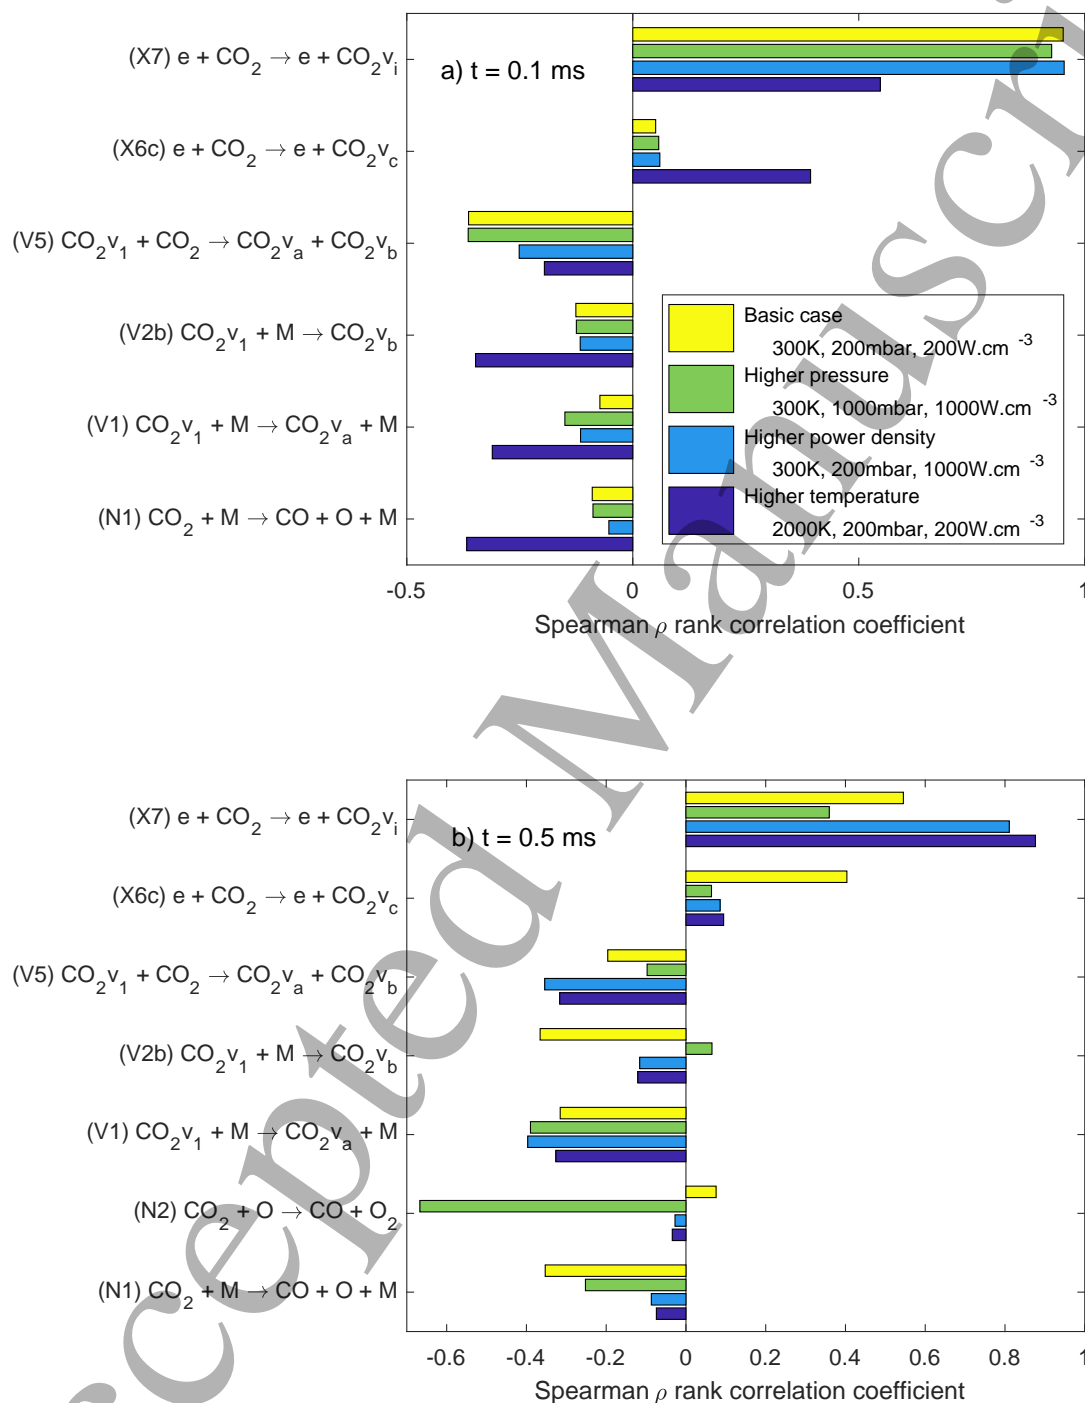 (X7) e + CO2 → e + CO2vi
a) t = 0.1 ms
(X6c) e + CO2 → e + CO2vc
(V5) CO2v1 + CO2 → CO2va + CO2vb
(V2b) CO2v1 + M → CO2vb
(V1) CO2v1 + M → CO2va + M
(N1) CO2 + M → CO + O + M
Basic case
300K, 200mbar, 200W.cm -3
Higher pressure
300K, 1000mbar, 1000W.cm -3
Higher power density
300K, 200mbar, 1000W.cm -3
Higher temperature
2000K, 200mbar, 200W.cm -3
-0.5 0 0.5 1
Spearman ρ rank correlation coefficient
(X7) e + CO2 → e + CO2vi
b) t = 0.5 ms
(X6c) e + CO2 → e + CO2vc
(V5) CO2v1 + CO2 → CO2va + CO2vb
(V2b) CO2v1 + M → CO2vb
(V1) CO2v1 + M → CO2va + M
(N2) CO2 + O → CO + O2
(N1) CO2 + M → CO + O + M
-0.6 -0.4 -0.2 0 0.2 0.4 0.6 0.8 1
Spearman ρ rank correlation coefficient
cepted Manuscri